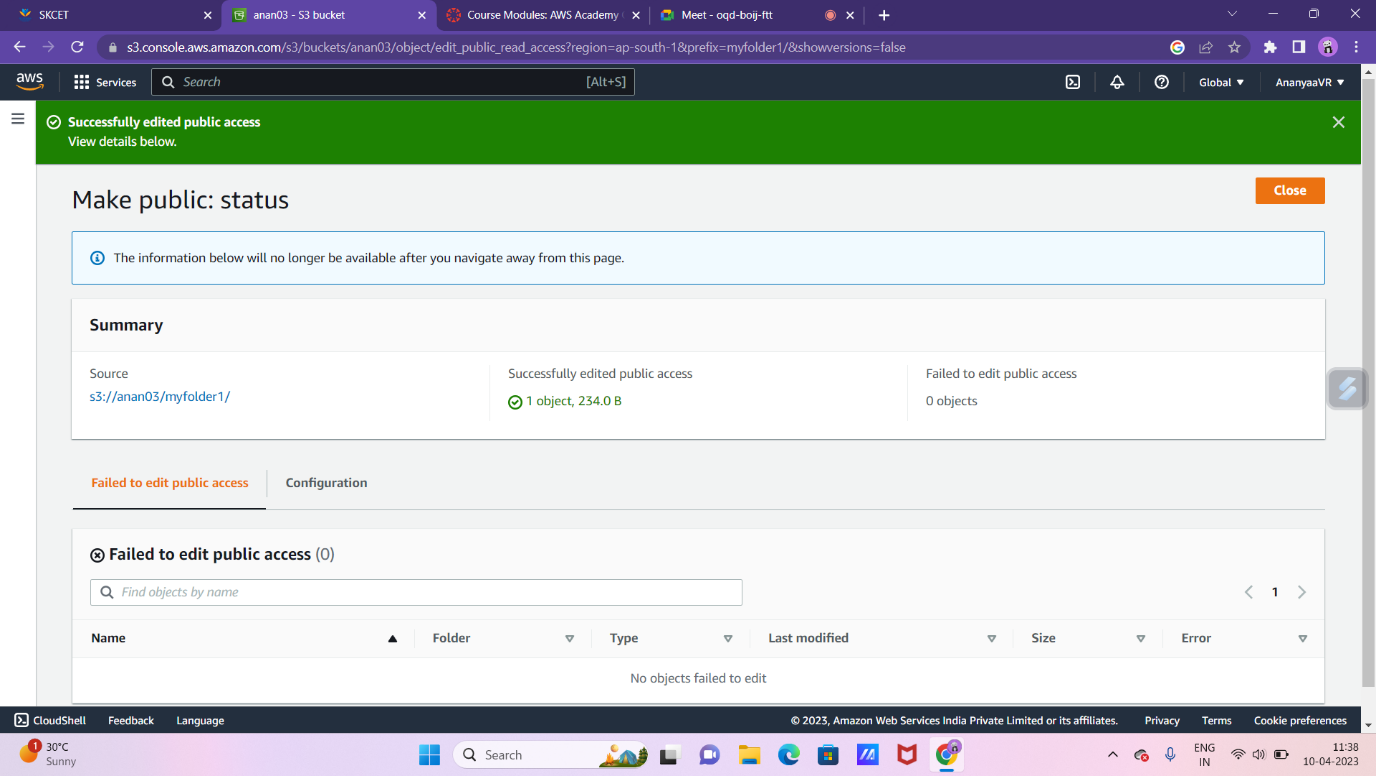 SKCET
anan03 - S3 bucket
Course Modules: AWS Academy
Meet - oqd-boij-ftt
s3.console.aws.amazon.com/s3/buckets/anan03/object/edit_public_read_access?region=ap-south-1&prefix=myfolder1/&showversions=false
aws
Services
Search
[Alt+S]
Global
AnanyaaVR
Successfully edited public access
View details below.
Make public: status
Close
The information below will no longer be available after you navigate away from this page.
Summary
Source
Successfully edited public access
Failed to edit public access
s3://anan03/myfolder1/
1 object, 234.0 B
0 objects
Failed to edit public access
Configuration
Failed to edit public access (0)
Find objects by name
1
Name
Folder
Type
Last modified
Size
Error
No objects failed to edit
CloudShell
Feedback
Language
© 2023, Amazon Web Services India Private Limited or its affiliates.
Privacy
Terms
Cookie preferences
1
30°C
Sunny
Search
ENG
IN
11:38
10-04-2023